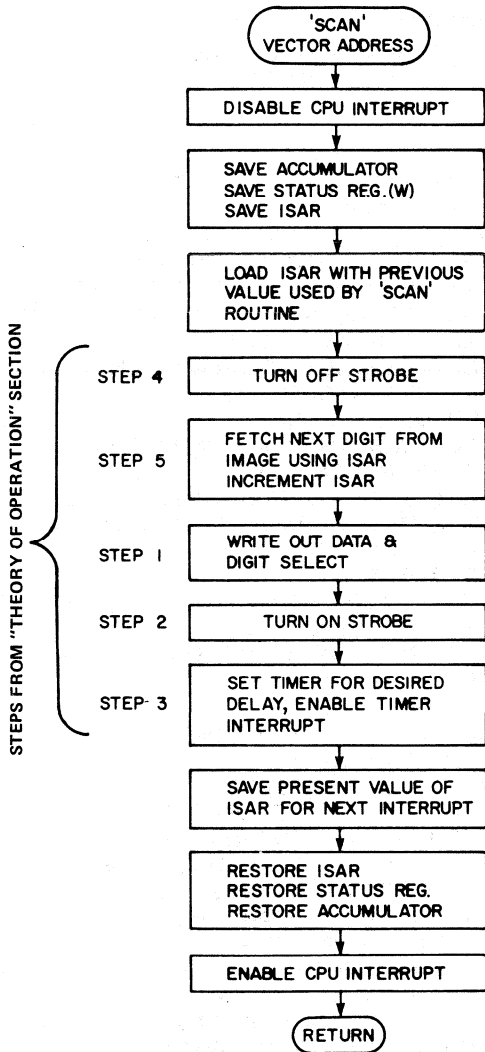 'SCAN'
VECTOR ADDRESS
DISABLE CPU INTERRUPT
SAVE ACCUMULATOR
SAVE STATUS REG.(W)
SAVE ISAR
LOAD ISAR WITH PREVIOUS
VALUE USED BY 'SCAN'
ROUTINE
STEPS FROM "THEORY OF OPERATION" SECTION
STEP 4
TURN OFF STROBE
STEP 5
FETCH NEXT DIGIT FROM
IMAGE USING ISAR
INCREMENT ISAR
STEP 1
WRITE OUT DATA &
DIGIT SELECT
STEP 2
TURN ON STROBE
STEP- 3
SET TIMER FOR DESIRED
DELAY, ENABLE TIMER
INTERRUPT
SAVE PRESENT VALUE OF
ISAR FOR NEXT INTERRUPT
RESTORE ISAR
RESTORE STATUS REG.
RESTORE ACCUMULATOR
ENABLE CPU INTERRUPT
RETURN